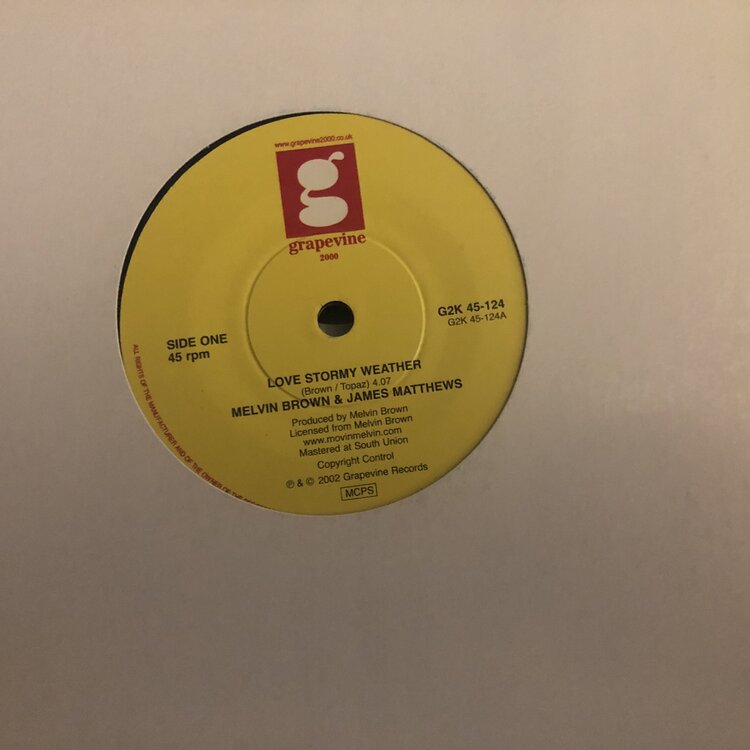 www.grapevine2000.co.uk
g
grapevine
2000
SIDE ONE
45 rpm
G2K 45-124
G2K 45-124A
LOVE STORMY WEATHER
(Brown / Topaz) 4.07
MELVIN BROWN & JAMES MATTHEWS
Produced by Melvin Brown
Licensed from Melvin Brown
www.movinmelvin.com
Mastered at South Union
Copyright Control
℗ & © 2002 Grapevine Records
MCPS
ALL RIGHTS OF THE MANUFACTURER AND OF THE OWNER OF THE